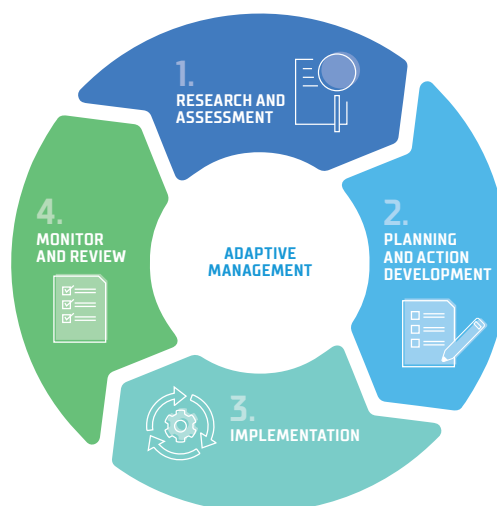 1.
RESEARCH AND
ASSESSMENT
2.
PLANNING
AND ACTION
DEVELOPMENT
3.
IMPLEMENTATION
4.
MONITOR
AND REVIEW
ADAPTIVE
MANAGEMENT